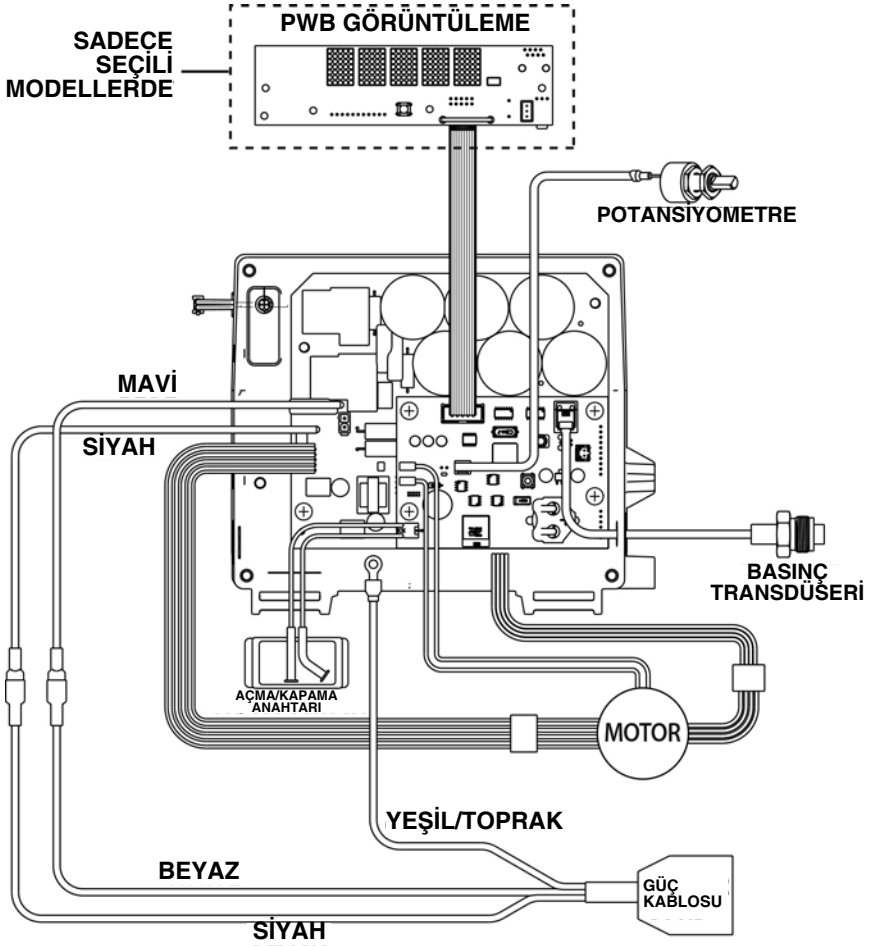 PWB GÖRÜNTÜLEME
SADECE
SEÇİLİ
MODELLERDE
POTANSİYOMETRE
MAVİ
SİYAH
BASINÇ
TRANSDÜSERİ
AÇMA/KAPAMA
ANAHTARI
MOTOR
YEŞİL/TOPRAK
BEYAZ
GÜÇ
KABLOSU
SİYAH